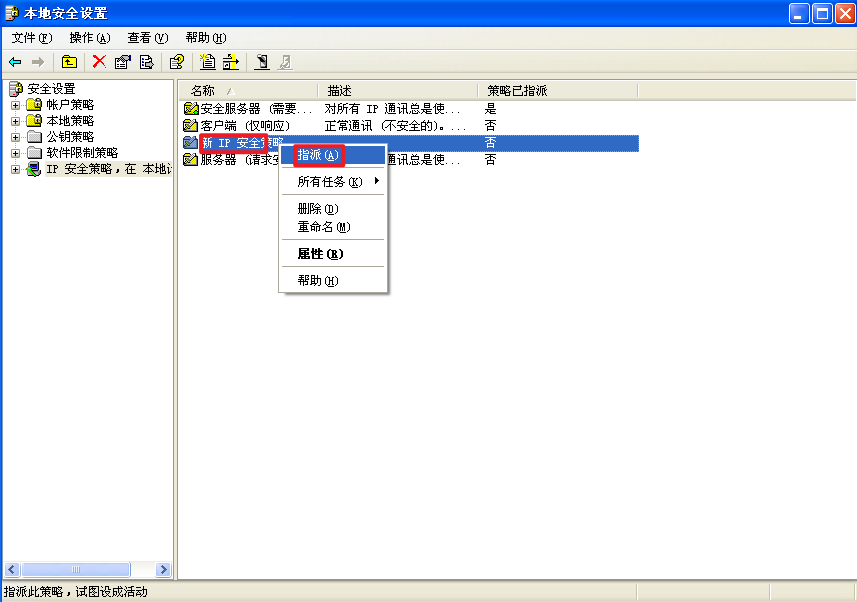 本地安全设置
文件(F) 操作(A) 查看(V) 帮助(H)
安全设置
帐户策略
本地策略
公钥策略
软件限制策略
IP 安全策略，在 本地计
名称 描述 策略已指派
安全服务器 (需要... 对所有 IP 通讯总是使... 是
客户端 (仅响应) 正常通讯 (不安全的)。... 否
新 IP 安全策略 否
服务器 (请求安 通讯总是使... 否
指派(A)
所有任务(K)
删除(D)
重命名(M)
属性(R)
帮助(H)
指派此策略，试图设成活动